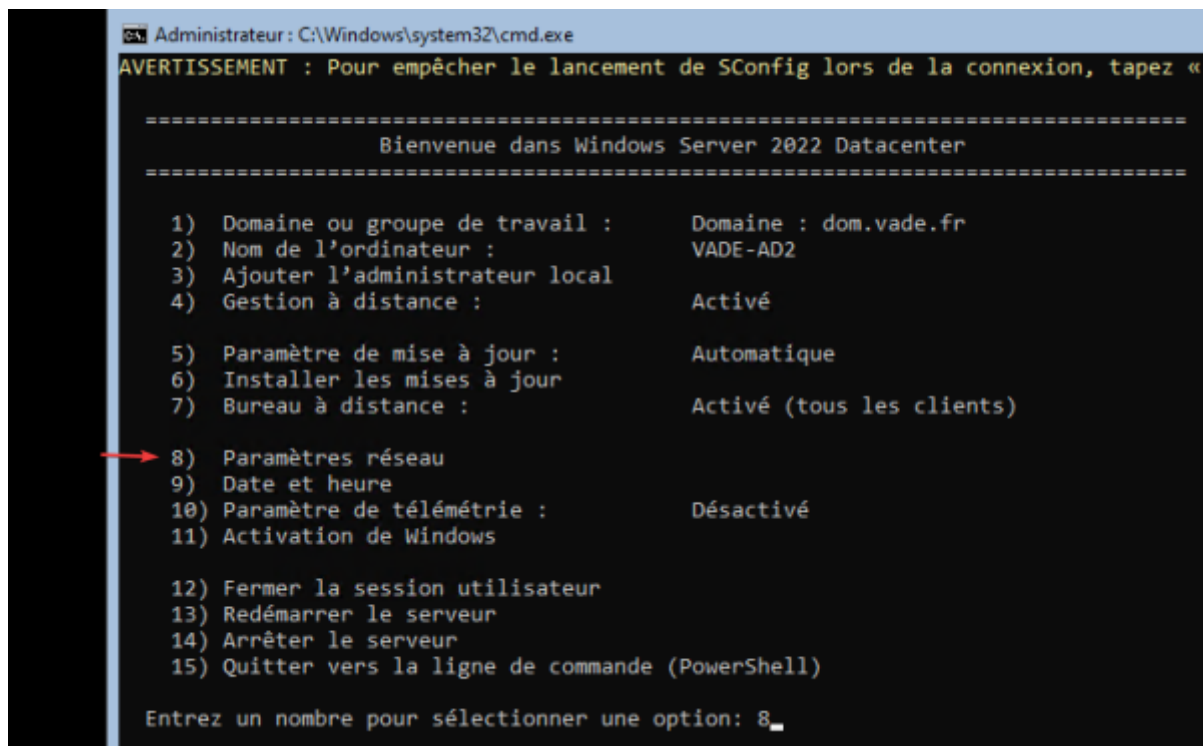 Administrateur : C:\Windows\system32\cmd.exe
AVERTISSEMENT : Pour empêcher le lancement de SConfig lors de la connexion, tapez «
================================================================================
Bienvenue dans Windows Server 2022 Datacenter
================================================================================
1) Domaine ou groupe de travail : Domaine : dom.vade.fr
2) Nom de l’ordinateur : VADE-AD2
3) Ajouter l’administrateur local
4) Gestion à distance : Activé
5) Paramètre de mise à jour : Automatique
6) Installer les mises à jour
7) Bureau à distance : Activé (tous les clients)
8) Paramètres réseau
9) Date et heure
10) Paramètre de télémétrie : Désactivé
11) Activation de Windows
12) Fermer la session utilisateur
13) Redémarrer le serveur
14) Arrêter le serveur
15) Quitter vers la ligne de commande (PowerShell)
Entrez un nombre pour sélectionner une option: 8